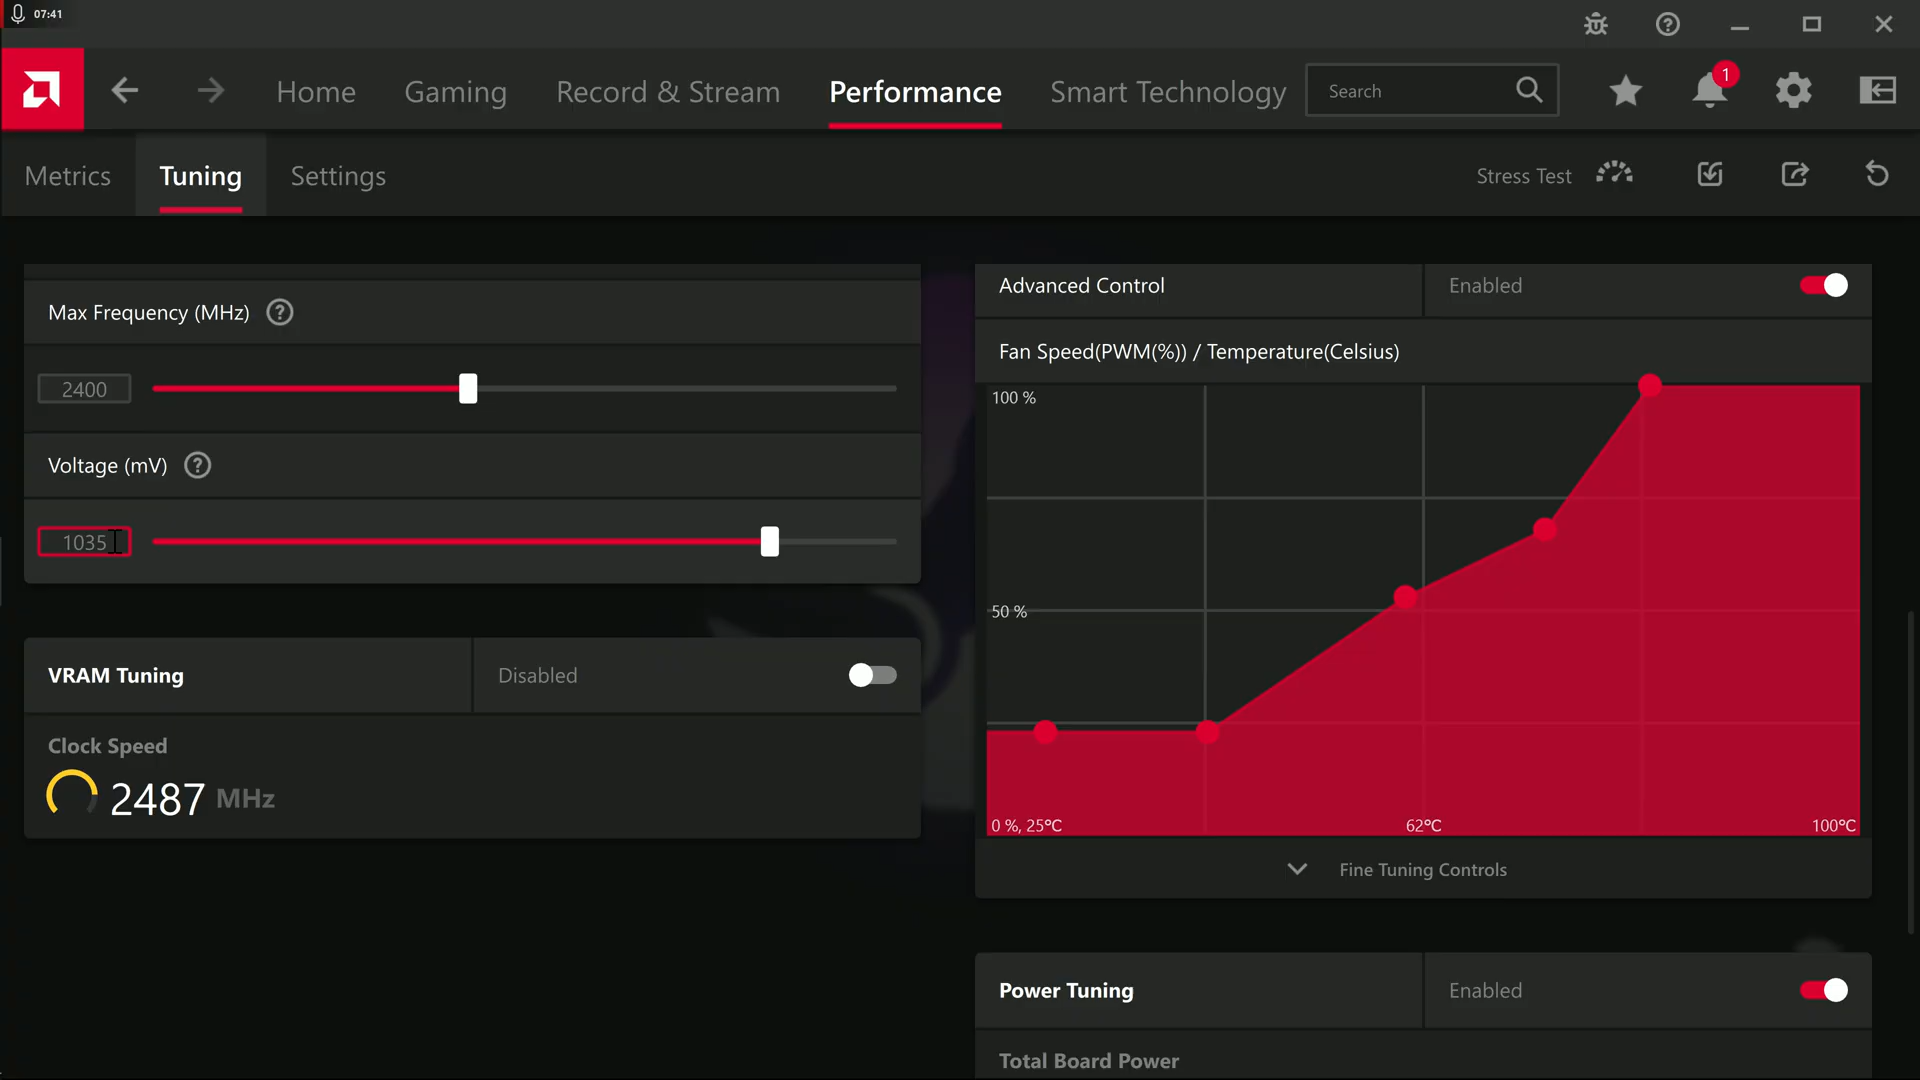 07:41
Home
Gaming
Record & Stream
Performance
Smart Technology
Search
1
Metrics
Tuning
Settings
Stress Test
Max Frequency (MHz)
2400
Voltage (mV)
1035
VRAM Tuning
Disabled
Clock Speed
2487 MHz
Advanced Control
Enabled
Fan Speed(PWM(%)) / Temperature(Celsius)
100 %
50 %
0 %, 25°C
62°C
100°C
Fine Tuning Controls
Power Tuning
Enabled
Total Board Power